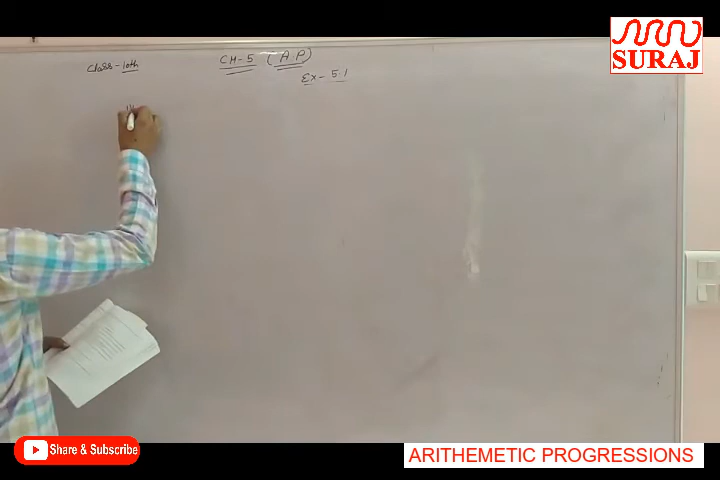 SURAJ
Class - 10th
CH-5 (A.P)
Ex - 5.1
Share & Subscribe
ARITHEMETIC PROGRESSIONS